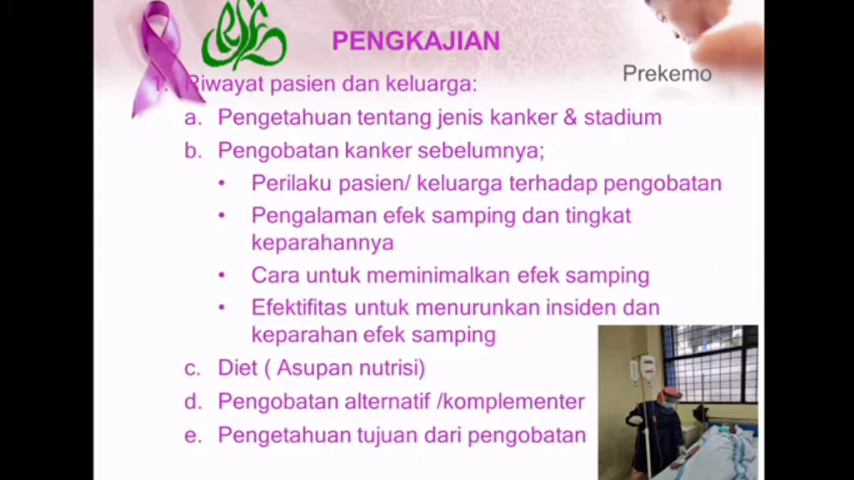 PENGKAJIAN
Prekemo
1. Riwayat pasien dan keluarga:
a. Pengetahuan tentang jenis kanker & stadium
b. Pengobatan kanker sebelumnya;
• Perilaku pasien/ keluarga terhadap pengobatan
• Pengalaman efek samping dan tingkat
keparahannya
• Cara untuk meminimalkan efek samping
• Efektifitas untuk menurunkan insiden dan
keparahan efek samping
c. Diet ( Asupan nutrisi)
d. Pengobatan alternatif /komplementer
e. Pengetahuan tujuan dari pengobatan